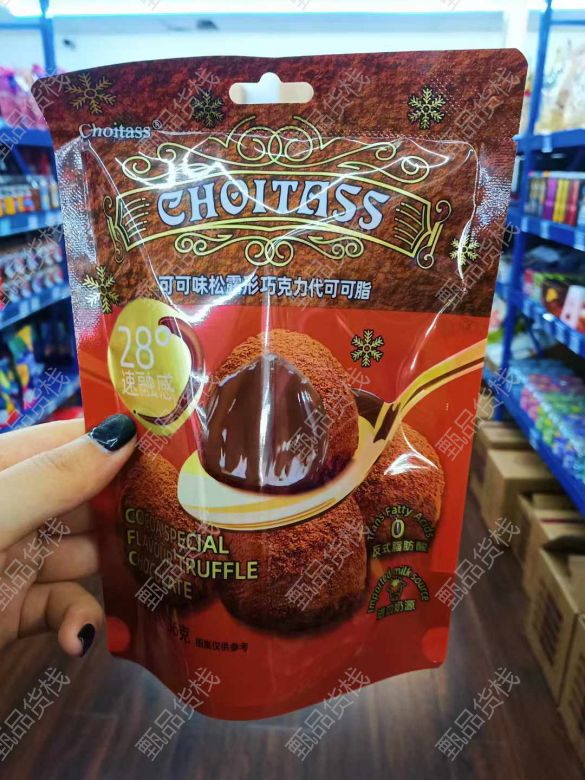 Choitass®
CHOITASS
可可味松露形巧克力代可可脂
28°
速融感
COCOA SPECIAL
FLAVOUR TRUFFLE
CHOCOLATE
Trans Fatty Acids
0
反式脂肪酸
Imported milk source
奶源
6克
图案仅供参考
甄品货栈